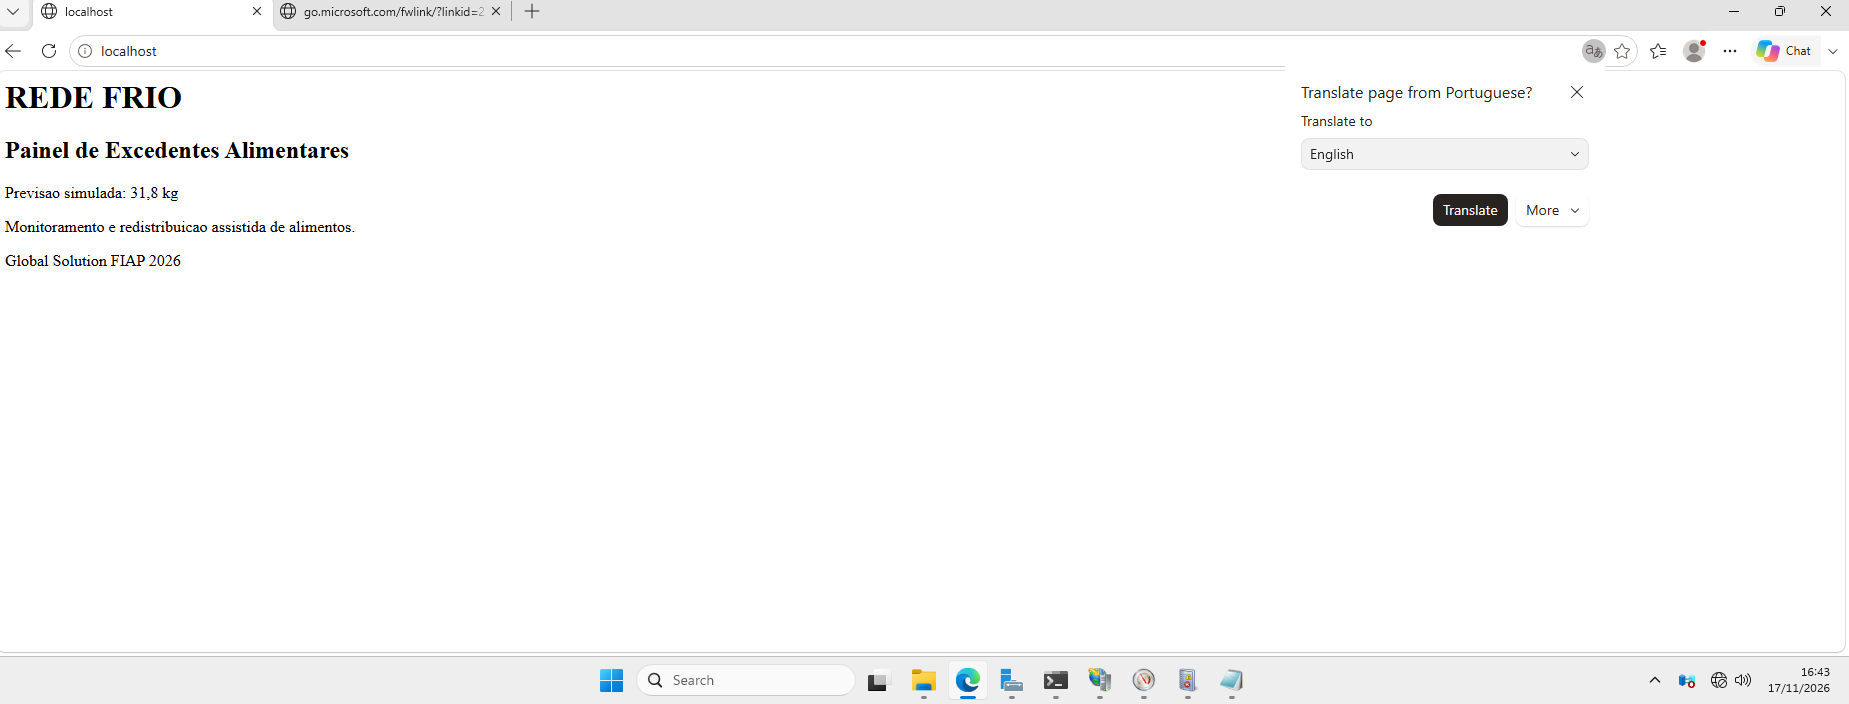 localhost
go.microsoft.com/fwlink/?linkid=2
localhost
Chat
REDE FRIO
Painel de Excedentes Alimentares
Previsao simulada: 31,8 kg
Monitoramento e redistribuicao assistida de alimentos.
Global Solution FIAP 2026
Translate page from Portuguese?
Translate to
English
Translate
More
Search
16:43
17/11/2026